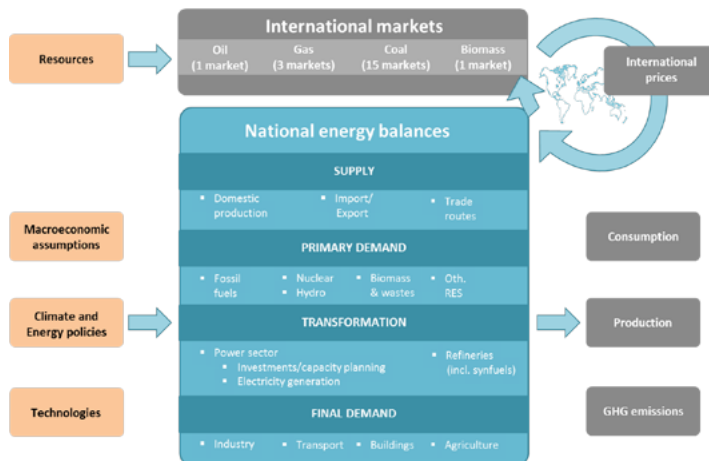 International markets
Oil
(1 market)
Gas
(3 markets)
Coal
(15 markets)
Biomass
(1 market)
Resources
International
prices
National energy balances
SUPPLY
▪ Domestic
production
▪ Import/
Export
▪ Trade
routes
Macroeconomic
assumptions
Consumption
PRIMARY DEMAND
▪ Fossil
fuels
▪ Nuclear
▪ Hydro
▪ Biomass
& wastes
▪ Oth.
RES
Climate and
Energy policies
Production
TRANSFORMATION
▪ Power sector
▪ Investments/capacity planning
▪ Electricity generation
▪ Refineries
(incl. synfuels)
Technologies
GHG emissions
FINAL DEMAND
▪ Industry
▪ Transport
▪ Buildings
▪ Agriculture